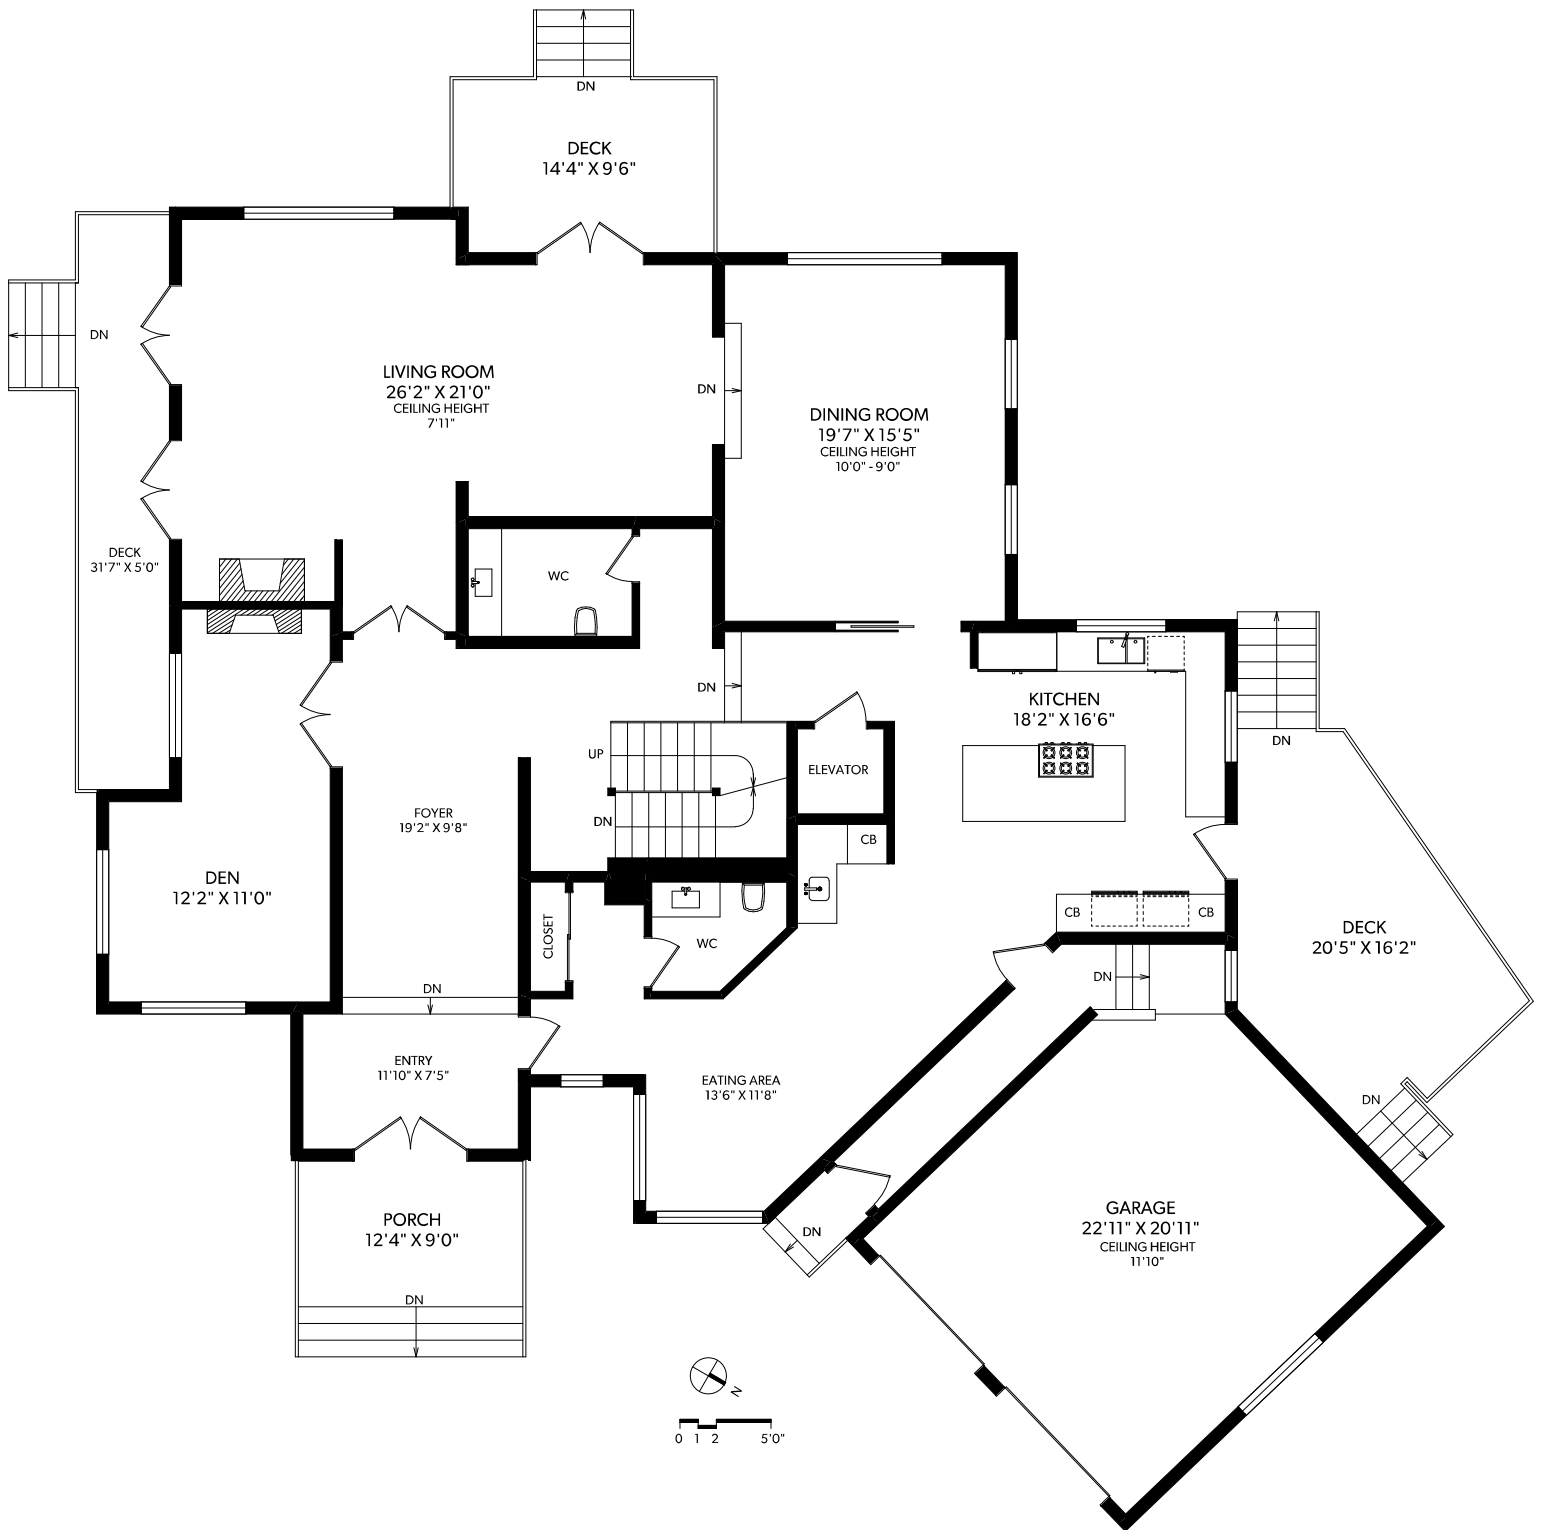 DN
DECK
14'4" X 9'6"
DN
LIVING ROOM
26'2" X 21'0"
CEILING HEIGHT
7'11"
DN
DINING ROOM
19'7" X 15'5"
CEILING HEIGHT
10'0" - 9'0"
DECK
31'7" X 5'0"
WC
DN
KITCHEN
18'2" X 16'6"
DN
UP
ELEVATOR
DN
FOYER
19'2" X 9'8"
CB
DEN
12'2" X 11'0"
CLOSET
WC
CB
CB
DECK
20'5" X 16'2"
DN
DN
ENTRY
11'10" X 7'5"
EATING AREA
13'6" X 11'8"
DN
PORCH
12'4" X 9'0"
DN
GARAGE
22'11" X 20'11"
CEILING HEIGHT
11'10"
DN
N
0 1 2 5'0"